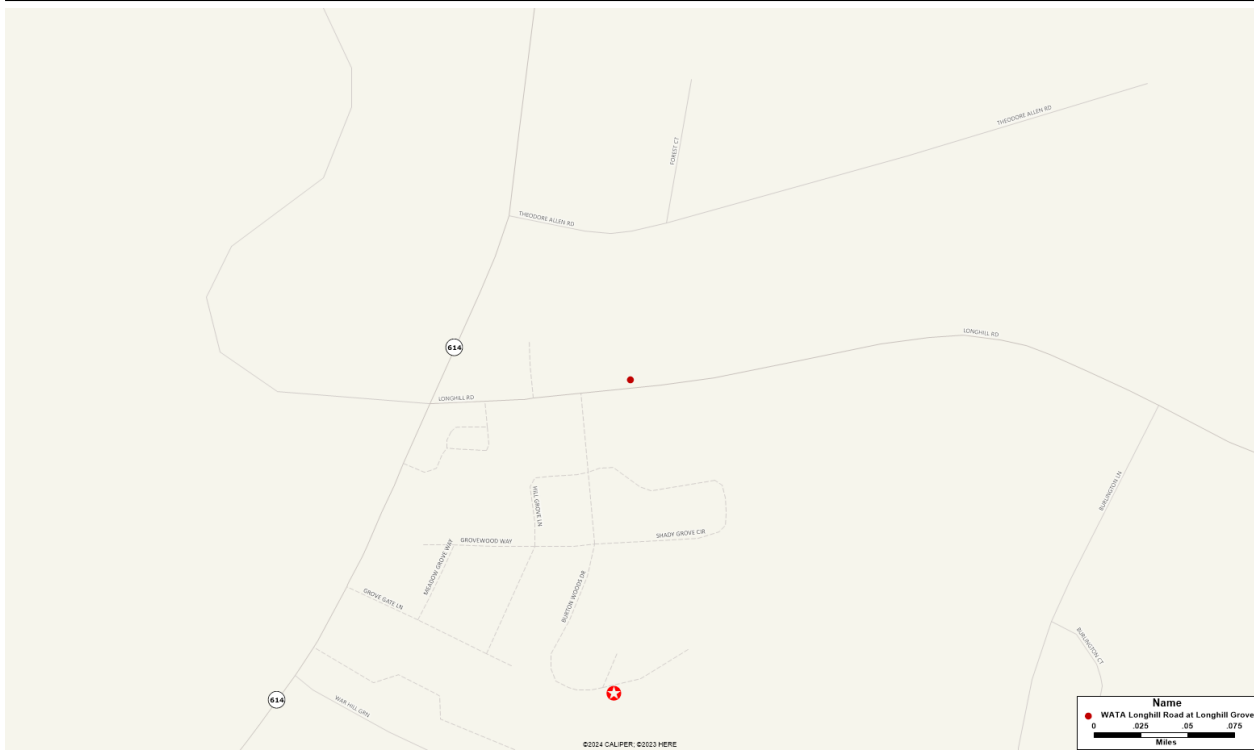 THEODORE ALLEN RD
FOREST CT
THEODORE ALLEN RD
614
LONGHILL RD
LONGHILL RD
HILL GROVE LN
BURLINGTON LN
SHADY GROVE CIR
GROVEWOOD WAY
MEADOW GROVE WAY
BURTON WOODS DR
GROVE GATE LN
BURLINGTON CT
614
WAR HILL GRN
Name
WATA Longhill Road at Longhill Grove
0 .025 .05 .075
Miles
©2024 CALIPER; ©2023 HERE